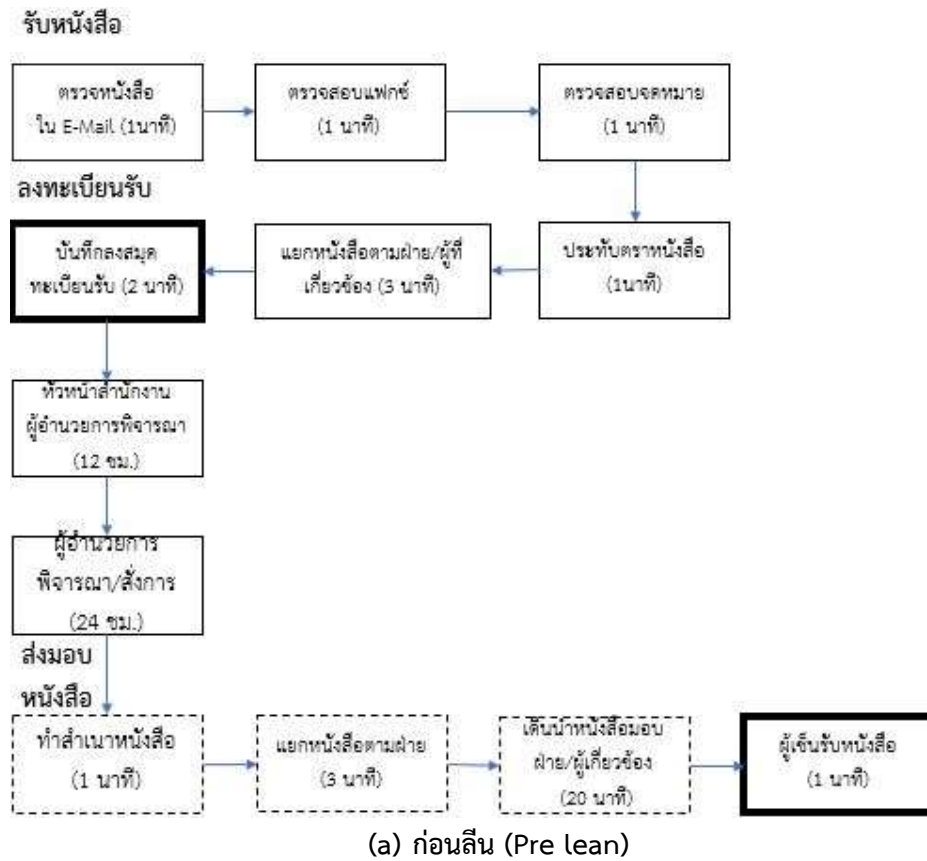 รับหนังสือ
ตรวจหนังสือ
ใน E-Mail (1นาที)
ตรวจสอบแฟกซ์
(1 นาที)
ตรวจสอบจดหมาย
(1 นาที)
ลงทะเบียนรับ
บันทึกลงสมุด
ทะเบียนรับ (2 นาที)
แยกหนังสือตามฝ่าย/ผู้ที่
เกี่ยวข้อง (3 นาที)
ประทับตราหนังสือ
(1นาที)
หัวหน้าสำนักงาน
ผู้อำนวยการพิจารณา
(12 ชม.)
ผู้อำนวยการ
พิจารณา/สั่งการ
(24 ชม.)
ส่งมอบ
หนังสือ
ทำสำเนาหนังสือ
(1 นาที)
แยกหนังสือตามฝ่าย
(3 นาที)
เดินนำหนังสือมอบ
ฝ่าย/ผู้เกี่ยวข้อง
(20 นาที)
ผู้เซ็นรับหนังสือ
(1 นาที)
(a) ก่อนลีน (Pre lean)